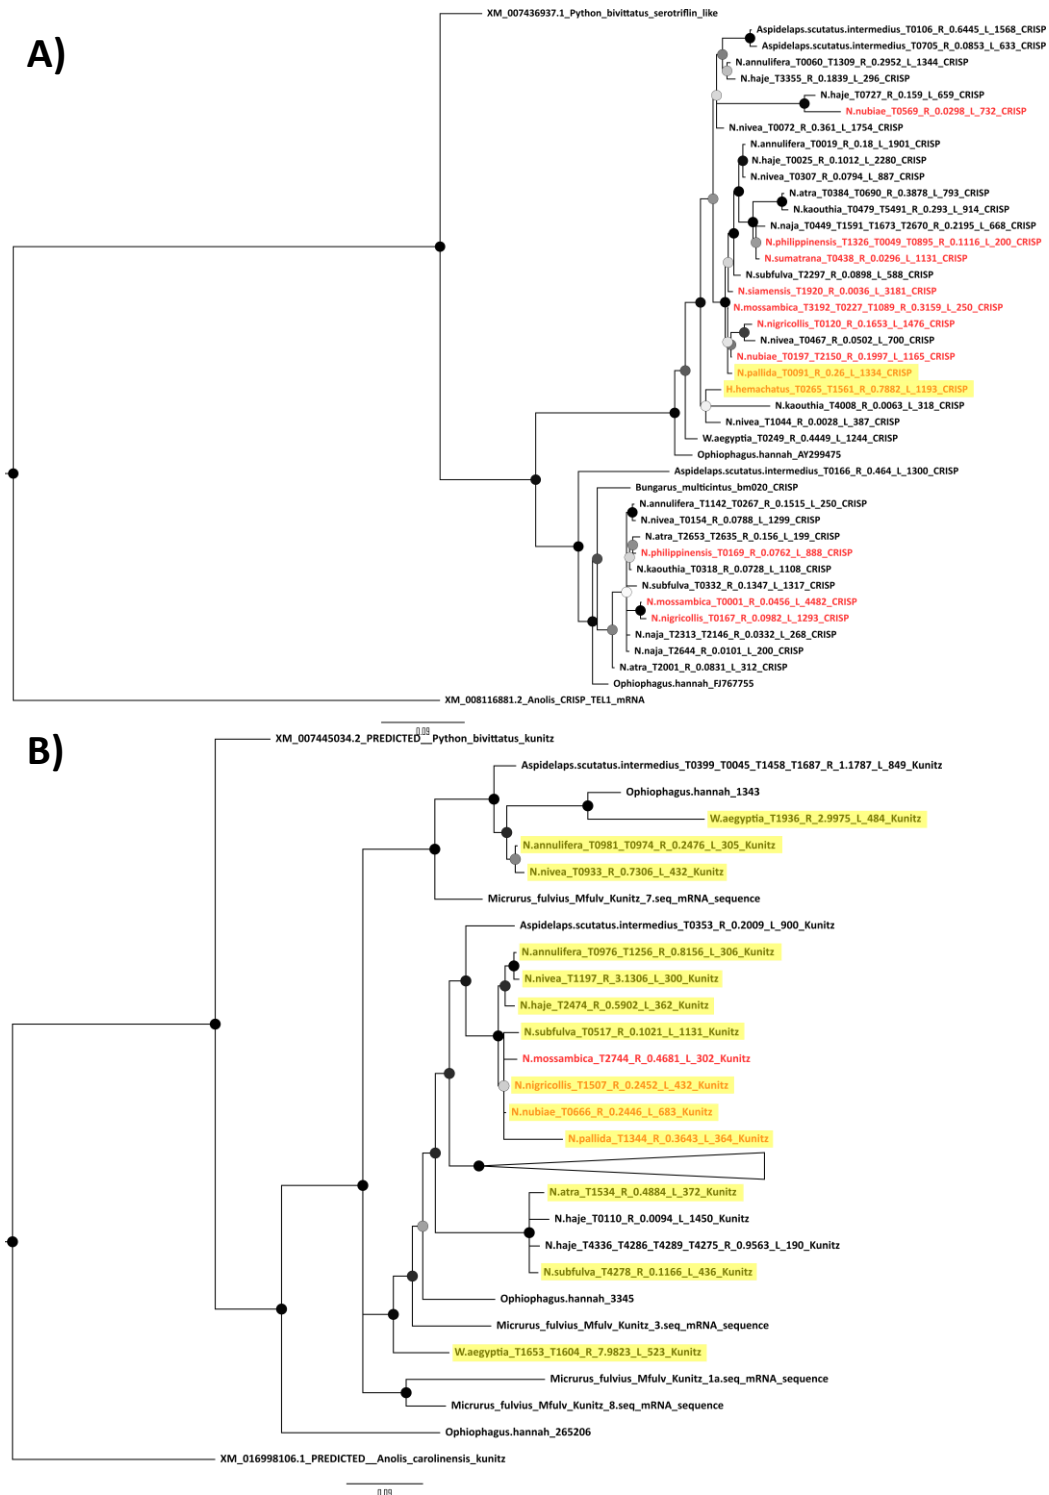 A)
XM_007436937.1_Python_bivittatus_serotriflin_like
Aspidelaps.scutatus.intermedius_T0106_R_0.6445_L_1568_CRISP
Aspidelaps.scutatus.intermedius_T0705_R_0.0853_L_633_CRISP
N.annulifera_T0060_T1309_R_0.2952_L_1344_CRISP
N.haje_T3355_R_0.1839_L_296_CRISP
N.haje_T0727_R_0.159_L_659_CRISP
N.nubiae_T0569_R_0.0298_L_732_CRISP
N.nivea_T0072_R_0.361_L_1754_CRISP
N.annulifera_T0019_R_0.18_L_1901_CRISP
N.haje_T0025_R_0.1012_L_2280_CRISP
N.nivea_T0307_R_0.0794_L_887_CRISP
N.atra_T0384_T0690_R_0.3878_L_793_CRISP
N.kaouthia_T0479_T5491_R_0.293_L_914_CRISP
N.naja_T0449_T1591_T1673_T2670_R_0.2195_L_668_CRISP
N.philippinensis_T1326_T0049_T0895_R_0.1116_L_200_CRISP
N.sumatrana_T0438_R_0.0296_L_1131_CRISP
N.subfulva_T2297_R_0.0898_L_588_CRISP
N.siamensis_T1920_R_0.0036_L_3181_CRISP
N.mossambica_T3192_T0227_T1089_R_0.3159_L_250_CRISP
N.nigricollis_T0120_R_0.1653_L_1476_CRISP
N.nivea_T0467_R_0.0502_L_700_CRISP
N.nubiae_T0197_T2150_R_0.1997_L_1165_CRISP
N.pallida_T0091_R_0.26_L_1334_CRISP
H.hemachatus_T0265_T1561_R_0.7882_L_1193_CRISP
N.kaouthia_T4008_R_0.0063_L_318_CRISP
N.nivea_T1044_R_0.0028_L_387_CRISP
W.aegyptia_T0249_R_0.4449_L_1244_CRISP
Ophiophagus.hannah_AY299475
Aspidelaps.scutatus.intermedius_T0166_R_0.464_L_1300_CRISP
Bungarus_multicintus_bm020_CRISP
N.annulifera_T1142_T0267_R_0.1515_L_250_CRISP
N.nivea_T0154_R_0.0788_L_1299_CRISP
N.atra_T2653_T2635_R_0.156_L_199_CRISP
N.philippinensis_T0169_R_0.0762_L_888_CRISP
N.kaouthia_T0318_R_0.0728_L_1108_CRISP
N.subfulva_T0332_R_0.1347_L_1317_CRISP
N.mossambica_T0001_R_0.0456_L_4482_CRISP
N.nigricollis_T0167_R_0.0982_L_1293_CRISP
N.naja_T2313_T2146_R_0.0332_L_268_CRISP
N.naja_T2644_R_0.0101_L_200_CRISP
N.atra_T2001_R_0.0831_L_312_CRISP
Ophiophagus.hannah_FJ767755
XM_008116881.2_Anolis_CRISP_TEL1_mRNA
0.09
B)
XM_007445034.2_PREDICTED__Python_bivittatus_kunitz
Aspidelaps.scutatus.intermedius_T0399_T0045_T1458_T1687_R_1.1787_L_849_Kunitz
Ophiophagus.hannah_1343
W.aegyptia_T1936_R_2.9975_L_484_Kunitz
N.annulifera_T0981_T0974_R_0.2476_L_305_Kunitz
N.nivea_T0933_R_0.7306_L_432_Kunitz
Micrurus_fulvius_Mfulv_Kunitz_7.seq_mRNA_sequence
Aspidelaps.scutatus.intermedius_T0353_R_0.2009_L_900_Kunitz
N.annulifera_T0976_T1256_R_0.8156_L_306_Kunitz
N.nivea_T1197_R_3.1306_L_300_Kunitz
N.haje_T2474_R_0.5902_L_362_Kunitz
N.subfulva_T0517_R_0.1021_L_1131_Kunitz
N.mossambica_T2744_R_0.4681_L_302_Kunitz
N.nigricollis_T1507_R_0.2452_L_432_Kunitz
N.nubiae_T0666_R_0.2446_L_683_Kunitz
N.pallida_T1344_R_0.3643_L_364_Kunitz
N.atra_T1534_R_0.4884_L_372_Kunitz
N.haje_T0110_R_0.0094_L_1450_Kunitz
N.haje_T4336_T4286_T4289_T4275_R_0.9563_L_190_Kunitz
N.subfulva_T4278_R_0.1166_L_436_Kunitz
Ophiophagus.hannah_3345
Micrurus_fulvius_Mfulv_Kunitz_3.seq_mRNA_sequence
W.aegyptia_T1653_T1604_R_7.9823_L_523_Kunitz
Micrurus_fulvius_Mfulv_Kunitz_1a.seq_mRNA_sequence
Micrurus_fulvius_Mfulv_Kunitz_8.seq_mRNA_sequence
Ophiophagus.hannah_265206
XM_016998106.1_PREDICTED__Anolis_carolinensis_kunitz
0.09